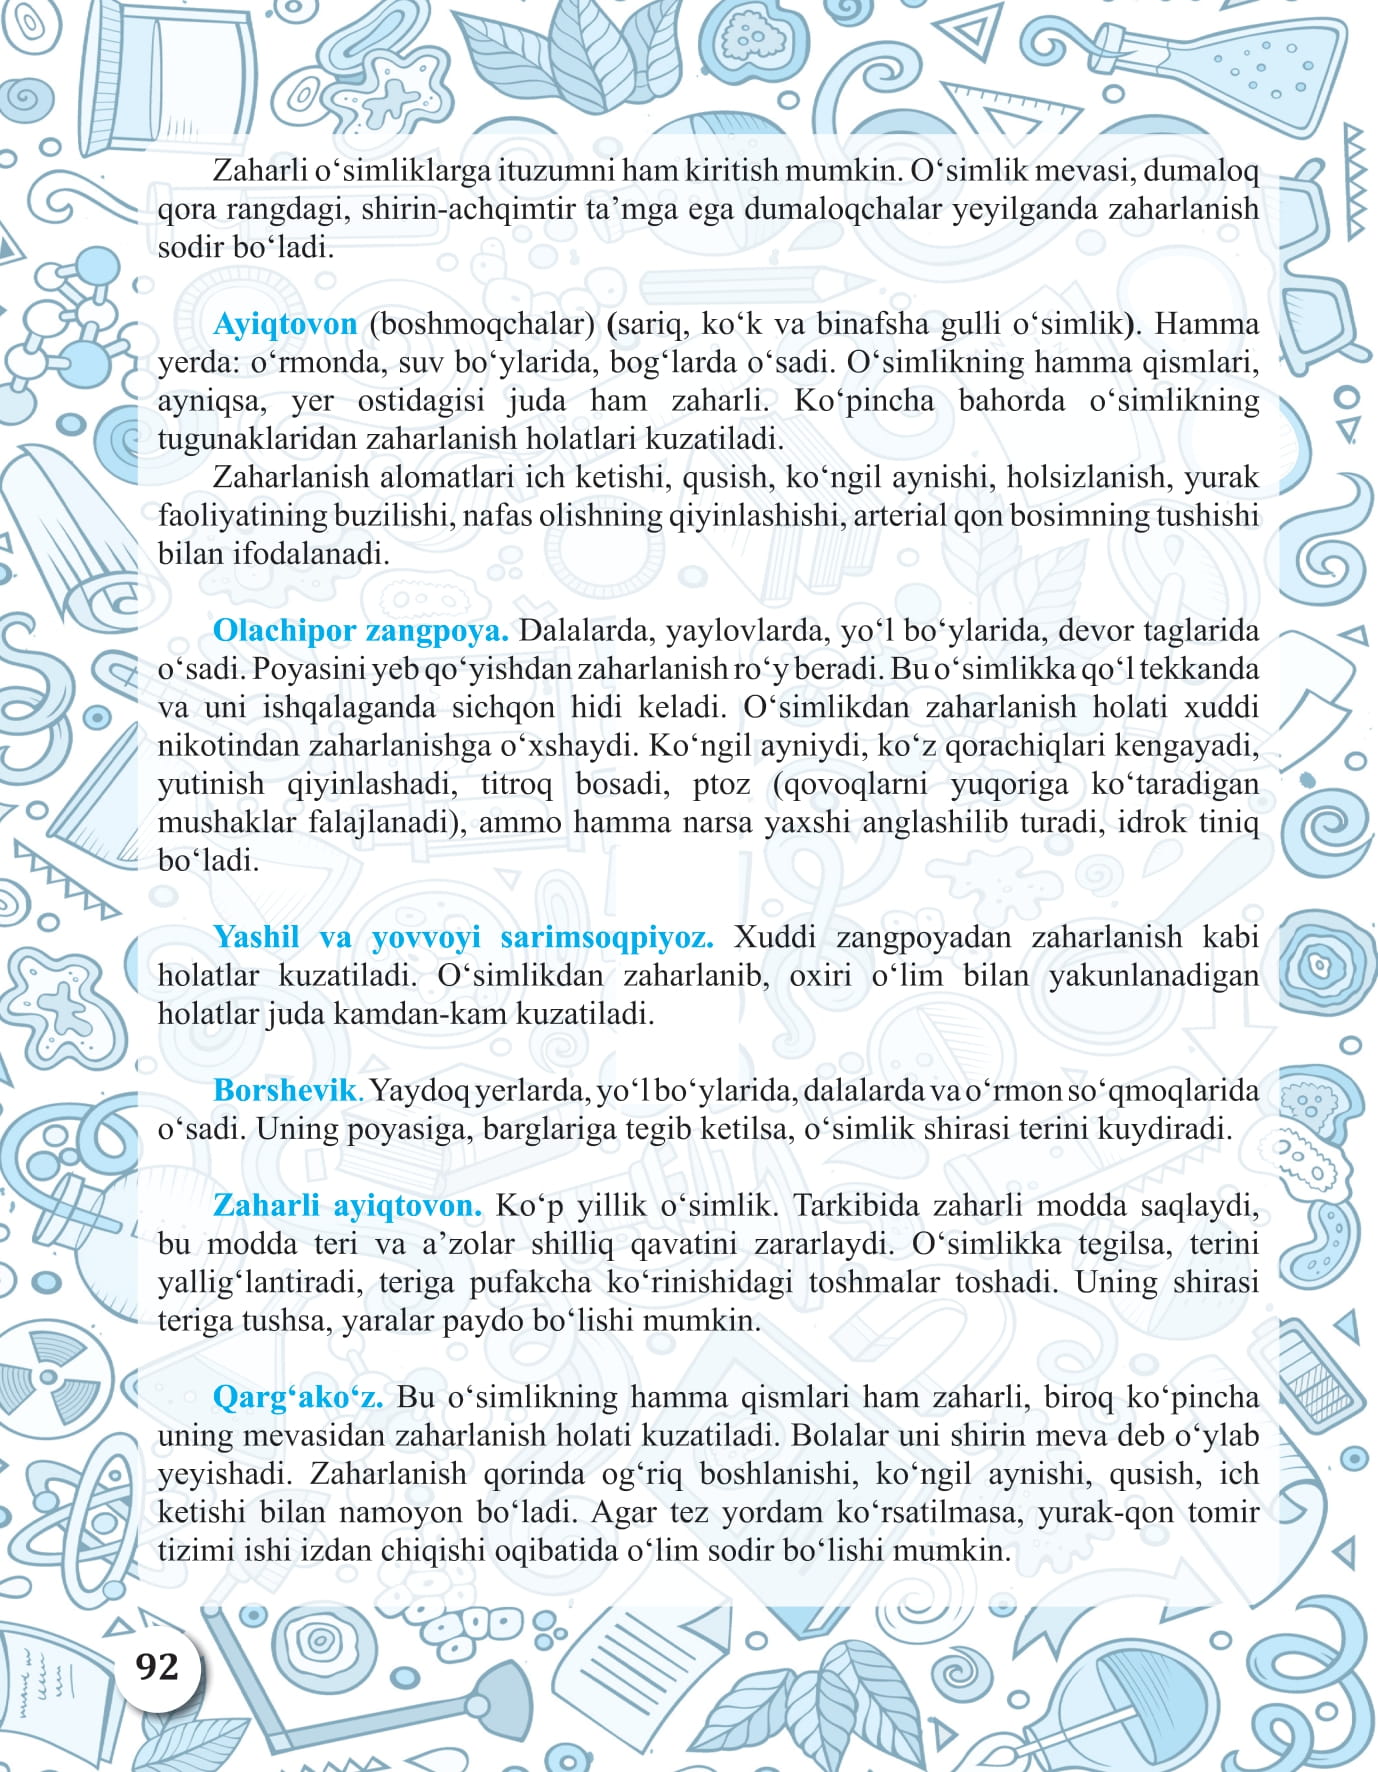 Zaharli o‘simliklarga ituzumni ham kiritish mumkin. O‘simlik mevasi, dumaloq
qora rangdagi, shirin-achqimtir ta’mga ega dumaloqchalar yeyilganda zaharlanish
sodir bo‘ladi.
Ayiqtovon (boshmoqchalar) (sariq, ko‘k va binafsha gulli o‘simlik). Hamma
yerda: o‘rmonda, suv bo‘ylarida, bog‘larda o‘sadi. O‘simlikning hamma qismlari,
ayniqsa, yer ostidagisi juda ham zaharli. Ko‘pincha bahorda o‘simlikning
tugunaklaridan zaharlanish holatlari kuzatiladi.
Zaharlanish alomatlari ich ketishi, qusish, ko‘ngil aynishi, holsizlanish, yurak
faoliyatining buzilishi, nafas olishning qiyinlashishi, arterial qon bosimning tushishi
bilan ifodalanadi.
Olachipor zangpoya. Dalalarda, yaylovlarda, yo‘l bo‘ylarida, devor taglarida
o‘sadi. Poyasini yeb qo‘yishdan zaharlanish ro‘y beradi. Bu o‘simlikka qo‘l tekkanda
va uni ishqalaganda sichqon hidi keladi. O‘simlikdan zaharlanish holati xuddi
nikotindan zaharlanishga o‘xshaydi. Ko‘ngil ayniydi, ko‘z qorachiqlari kengayadi,
yutinish qiyinlashadi, titroq bosadi, ptoz (qovoqlarni yuqoriga ko‘taradigan
mushaklar falajlanadi), ammo hamma narsa yaxshi anglashilib turadi, idrok tiniq
bo‘ladi.
Yashil va yovvoyi sarimsoqpiyoz. Xuddi zangpoyadan zaharlanish kabi
holatlar kuzatiladi. O‘simlikdan zaharlanib, oxiri o‘lim bilan yakunlanadigan
holatlar juda kamdan-kam kuzatiladi.
Borshevik. Yaydoq yerlarda, yo‘l bo‘ylarida, dalalarda va o‘rmon so‘qmoqlarida
o‘sadi. Uning poyasiga, barglariga tegib ketilsa, o‘simlik shirasi terini kuydiradi.
Zaharli ayiqtovon. Ko‘p yillik o‘simlik. Tarkibida zaharli modda saqlaydi,
bu modda teri va a’zolar shilliq qavatini zararlaydi. O‘simlikka tegilsa, terini
yallig‘lantiradi, teriga pufakcha ko‘rinishidagi toshmalar toshadi. Uning shirasi
teriga tushsa, yaralar paydo bo‘lishi mumkin.
Qarg‘ako‘z. Bu o‘simlikning hamma qismlari ham zaharli, biroq ko‘pincha
uning mevasidan zaharlanish holati kuzatiladi. Bolalar uni shirin meva deb o‘ylab
yeyishadi. Zaharlanish qorinda og‘riq boshlanishi, ko‘ngil aynishi, qusish, ich
ketishi bilan namoyon bo‘ladi. Agar tez yordam ko‘rsatilmasa, yurak-qon tomir
tizimi ishi izdan chiqishi oqibatida o‘lim sodir bo‘lishi mumkin.
92